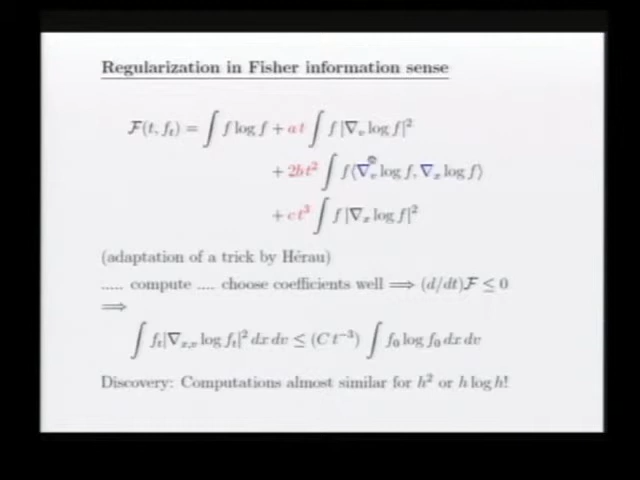 Regularization in Fisher information sense
F(t, f_t) = ∫ f log f + at ∫ f |∇_v log f|²
+ 2bt² ∫ f⟨∇_v log f, ∇_x log f⟩
+ ct³ ∫ f |∇_x log f|²
(adaptation of a trick by Hérau)
..... compute .... choose coefficients well ⟹ (d/dt)F ≤ 0
⟹
∫ f_t|∇_{x,v} log f_t|² dx dv ≤ (C t⁻³) ∫ f_0 log f_0 dx dv
Discovery: Computations almost similar for h² or h log h!